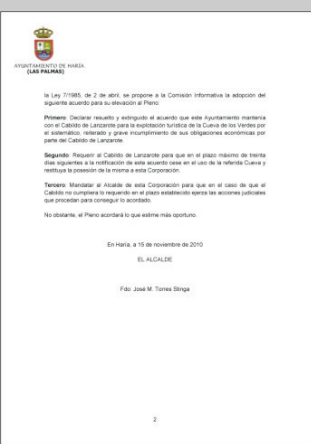 AYUNTAMIENTO DE HARÍA
(LAS PALMAS)
la Ley 7/1985, de 2 de abril, se propone a la Comisión Informativa la adopción del
siguiente acuerdo para su elevación al Pleno:
Primero: Declarar resuelto y extinguido el acuerdo que este Ayuntamiento mantenía
con el Cabildo de Lanzarote para la explotación turística de la Cueva de los Verdes por
el sistemático, reiterado y grave incumplimiento de sus obligaciones económicas por
parte del Cabildo de Lanzarote.
Segundo: Requerir al Cabildo de Lanzarote para que en el plazo máximo de treinta
días siguientes a la notificación de este acuerdo cese en el uso de la referida Cueva y
restituya la posesión de la misma a esta Corporación.
Tercero: Mandatar al Alcalde de esta Corporación para que en el caso de que el
Cabildo no cumpliera lo requerido en el plazo establecido ejerza las acciones judiciales
que procedan para conseguir lo acordado.
No obstante, el Pleno acordará lo que estime más oportuno.
En Haría, a 15 de noviembre de 2010
EL ALCALDE
Fdo: José M. Torres Stinga
2